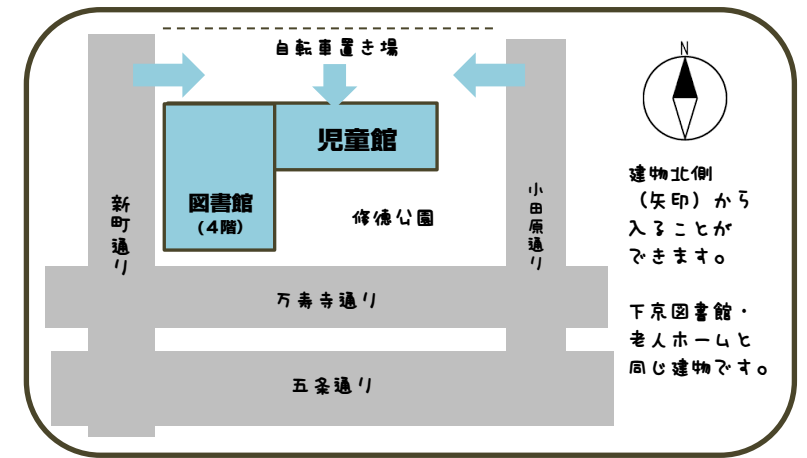 自転車置き場
N
児童館
図書館
(4階)
修徳公園
新町通り
小田原通り
万寿寺通り
五条通り
建物北側
（矢印）から
入ることが
できます。
下京図書館・
老人ホームと
同じ建物です。